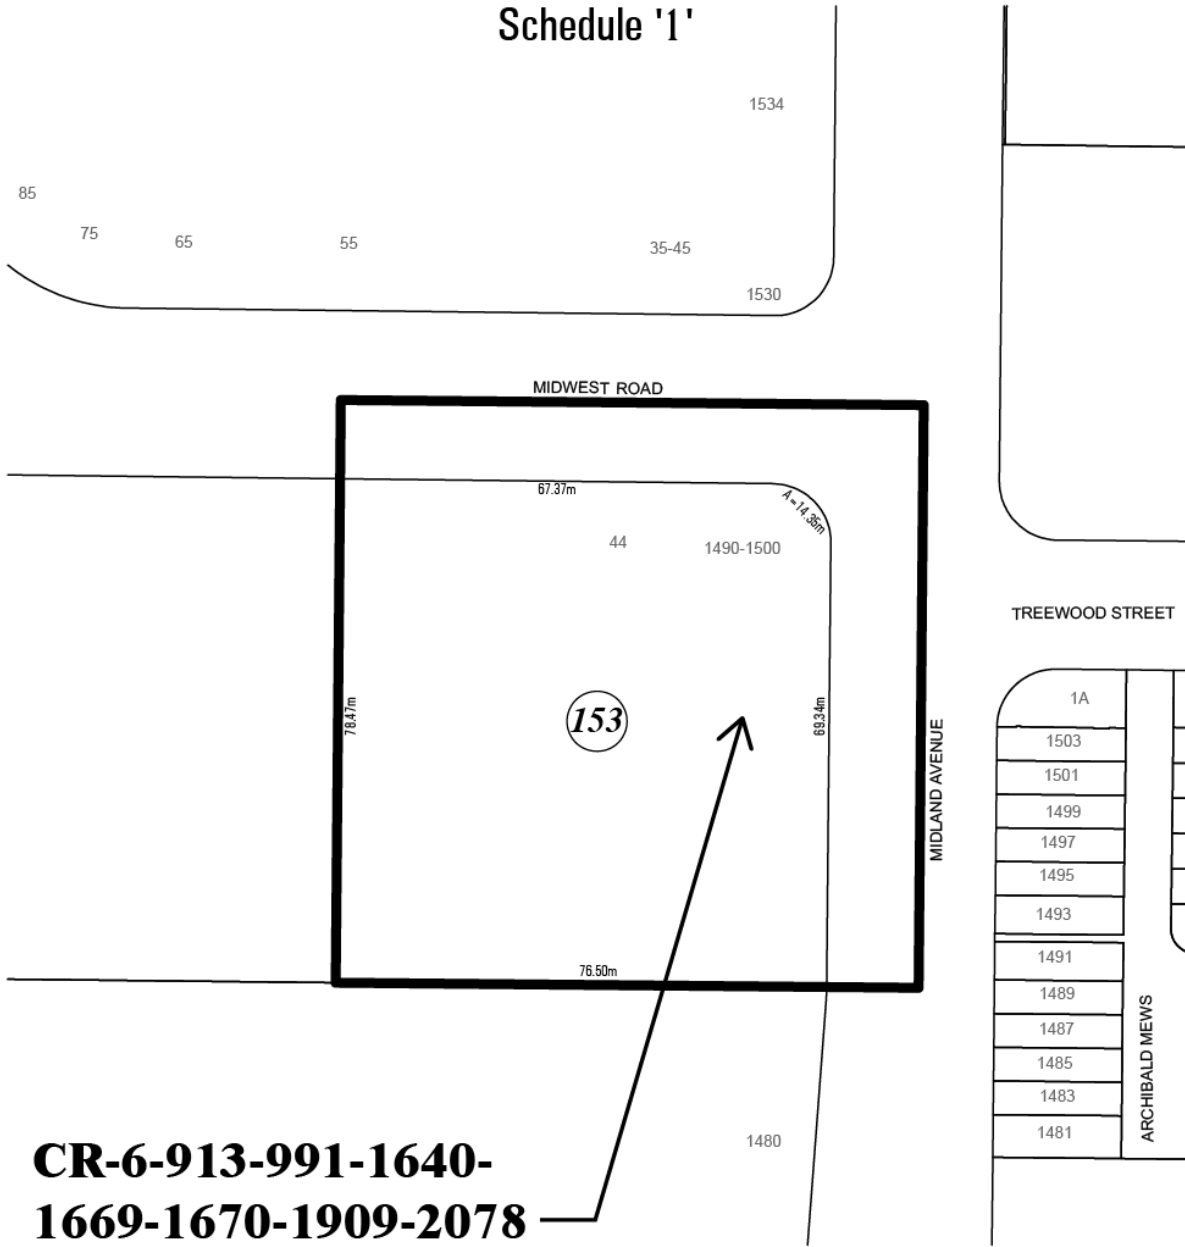 Schedule '1'
1534
85
75
65
55
35-45
1530
MIDWEST ROAD
67.37m
A=14.35m
44
1490-1500
TREEWOOD STREET
1A
78.47m
153
69.34m
MIDLAND AVENUE
1503
1501
1499
1497
1495
1493
1491
76.50m
1489
1487
1485
1483
1481
ARCHIBALD MEWS
1480
CR-6-913-991-1640-
1669-1670-1909-2078